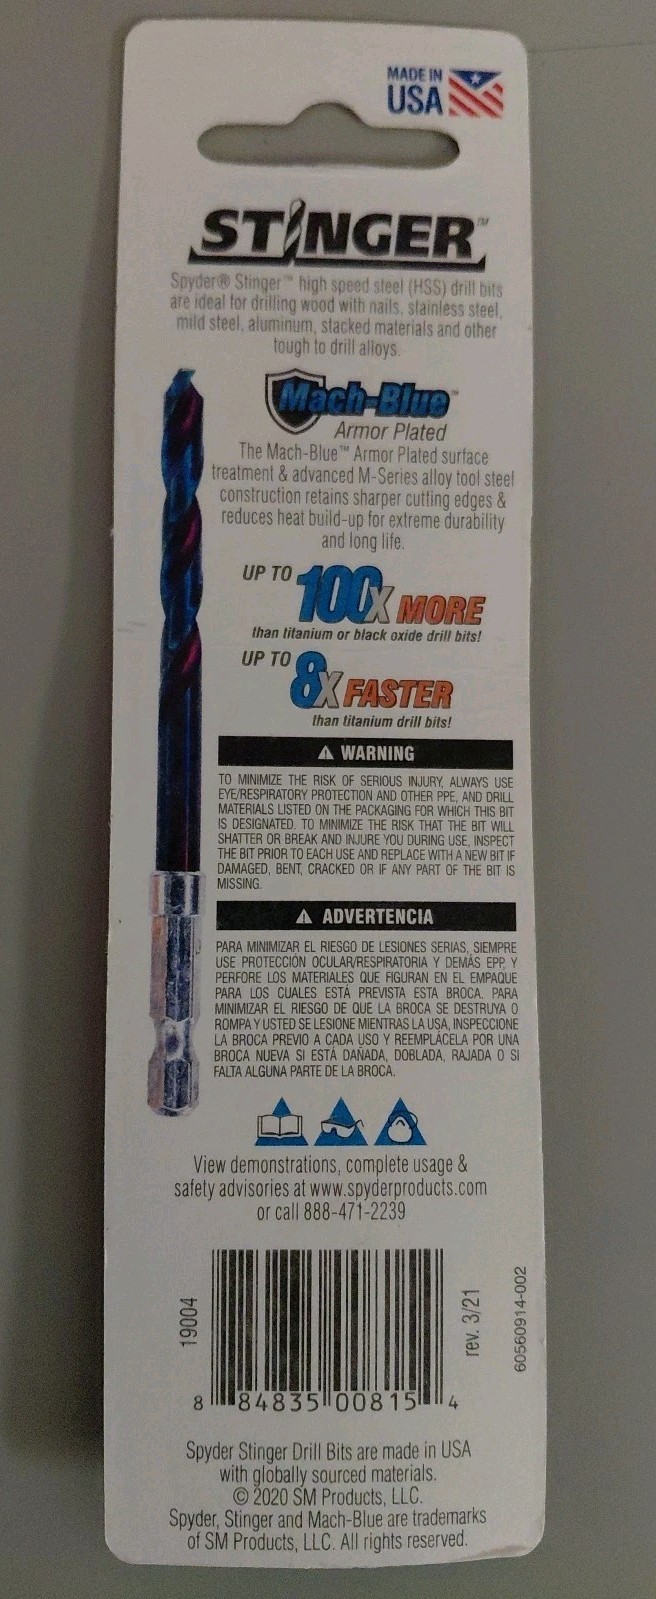 MADE IN
USA
STINGER™
Spyder® Stinger™ high speed steel (HSS) drill bits
are ideal for drilling wood with nails, stainless steel,
mild steel, aluminum, stacked materials and other
tough to drill alloys.
Mach-Blue™
Armor Plated
The Mach-Blue™ Armor Plated surface
treatment & advanced M-Series alloy tool steel
construction retains sharper cutting edges &
reduces heat build-up for extreme durability
and long life.
UP TO 100X MORE
than titanium or black oxide drill bits!
UP TO 8X FASTER
than titanium drill bits!
WARNING
TO MINIMIZE THE RISK OF SERIOUS INJURY, ALWAYS USE
EYE/RESPIRATORY PROTECTION AND OTHER PPE, AND DRILL
MATERIALS LISTED ON THE PACKAGING FOR WHICH THIS BIT
IS DESIGNATED. TO MINIMIZE THE RISK THAT THE BIT WILL
SHATTER OR BREAK AND INJURE YOU DURING USE, INSPECT
THE BIT PRIOR TO EACH USE AND REPLACE WITH A NEW BIT IF
DAMAGED, BENT, CRACKED OR IF ANY PART OF THE BIT IS
MISSING.
ADVERTENCIA
PARA MINIMIZAR EL RIESGO DE LESIONES SERIAS, SIEMPRE
USE PROTECCIÓN OCULAR/RESPIRATORIA Y DEMÁS EPP, Y
PERFORE LOS MATERIALES QUE FIGURAN EN EL EMPAQUE
PARA LOS CUALES ESTÁ PREVISTA ESTA BROCA. PARA
MINIMIZAR EL RIESGO DE QUE LA BROCA SE DESTRUYA O
ROMPA Y USTED SE LESIONE MIENTRAS LA USA, INSPECCIONE
LA BROCA PREVIO A CADA USO Y REEMPLÁCELA POR UNA
BROCA NUEVA SI ESTÁ DAÑADA, DOBLADA, RAJADA O SI
FALTA ALGUNA PARTE DE LA BROCA.
View demonstrations, complete usage &
safety advisories at www.spyderproducts.com
or call 888-471-2239
19004
rev. 3/21
60560914-002
8 84835 00815 4
Spyder Stinger Drill Bits are made in USA
with globally sourced materials.
© 2020 SM Products, LLC.
Spyder, Stinger and Mach-Blue are trademarks
of SM Products, LLC. All rights reserved.